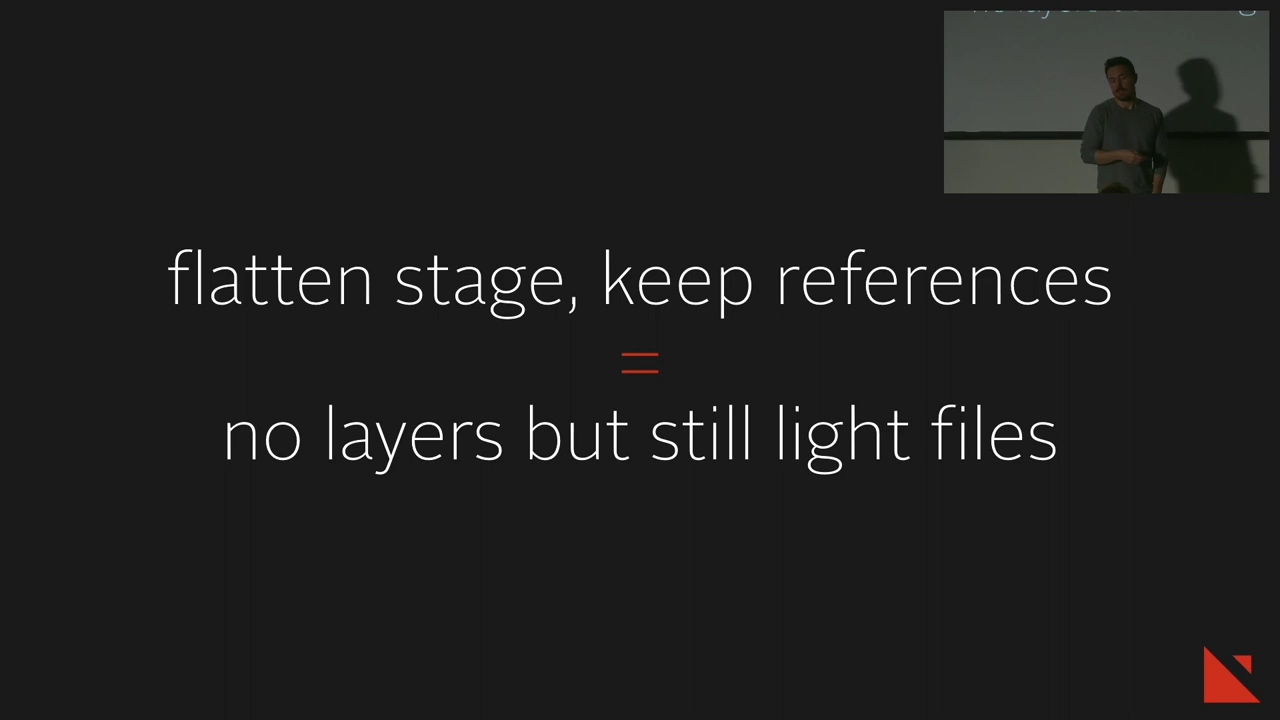 flatten stage, keep references
=
no layers but still light files